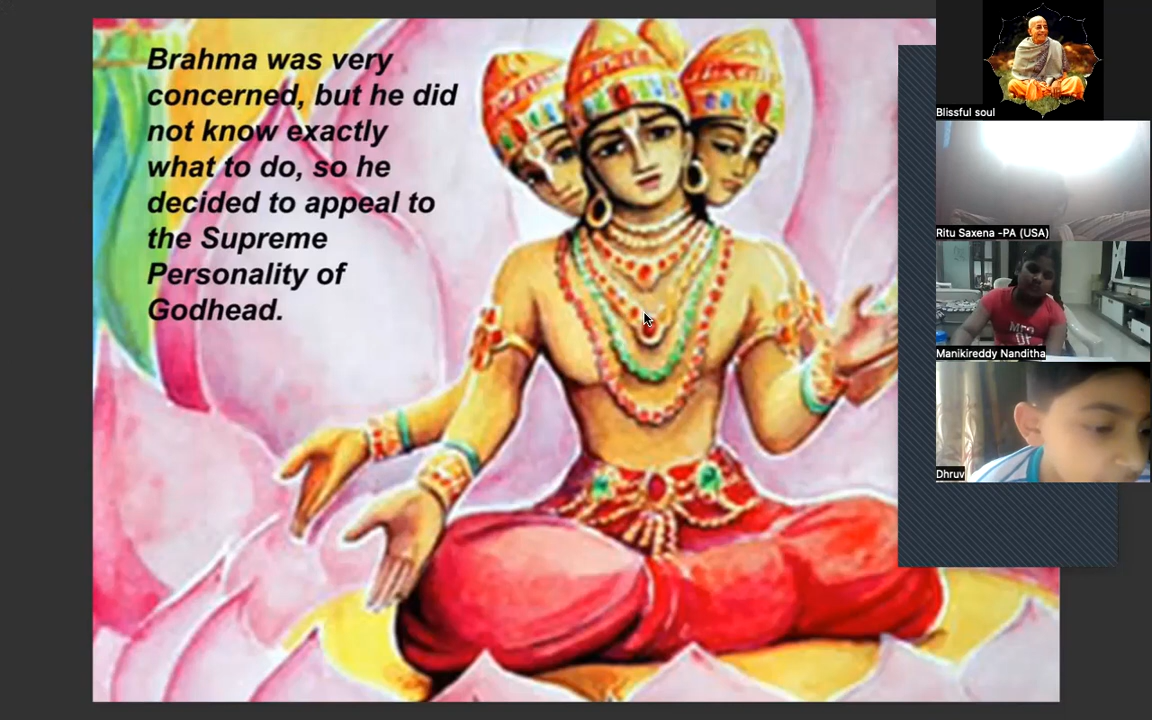 Brahma was very
concerned, but he did
not know exactly
what to do, so he
decided to appeal to
the Supreme
Personality of
Godhead.
Blissful soul
Ritu Saxena -PA (USA)
Manikireddy Nanditha
Dhruv